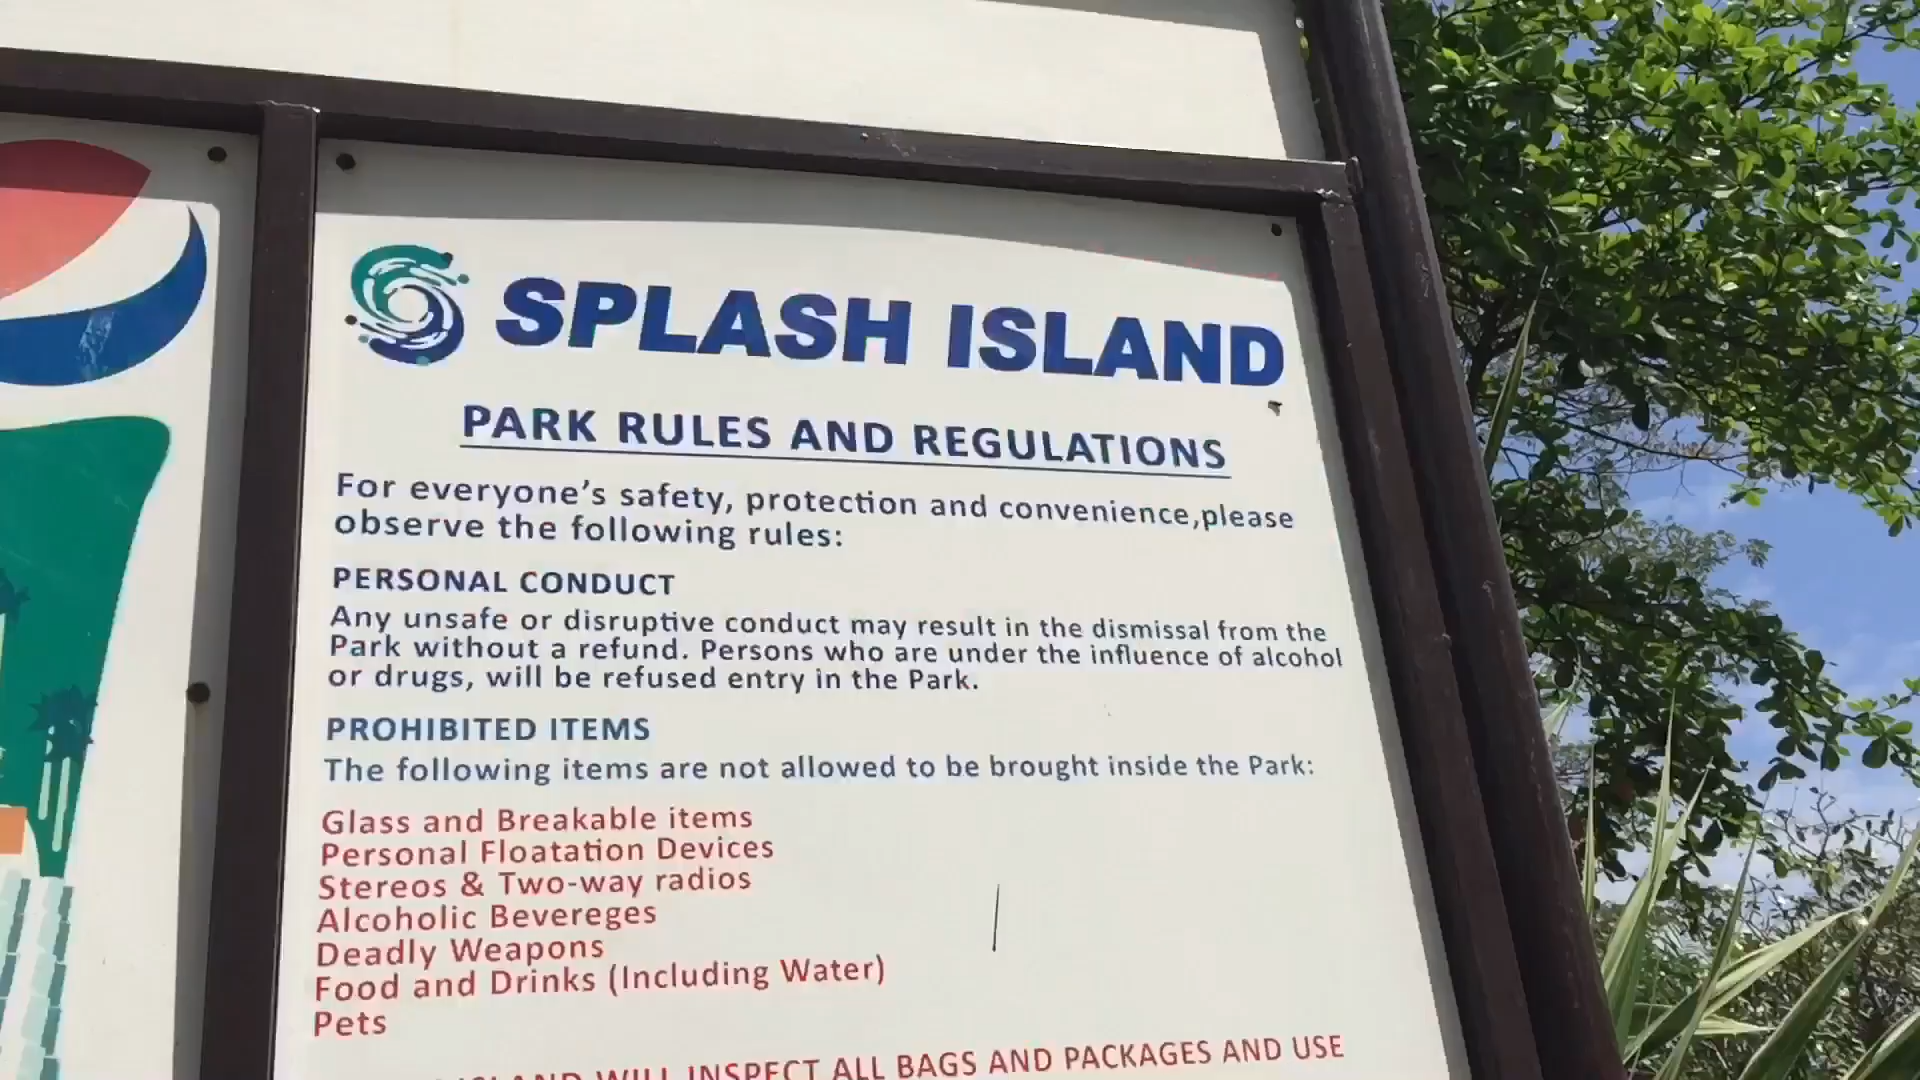 SPLASH ISLAND
PARK RULES AND REGULATIONS
For everyone's safety, protection and convenience,please
observe the following rules:
PERSONAL CONDUCT
Any unsafe or disruptive conduct may result in the dismissal from the
Park without a refund. Persons who are under the influence of alcohol
or drugs, will be refused entry in the Park.
PROHIBITED ITEMS
The following items are not allowed to be brought inside the Park:
Glass and Breakable items
Personal Floatation Devices
Stereos & Two-way radios
Alcoholic Bevereges
Deadly Weapons
Food and Drinks (Including Water)
Pets
ISLAND WILL INSPECT ALL BAGS AND PACKAGES AND USE